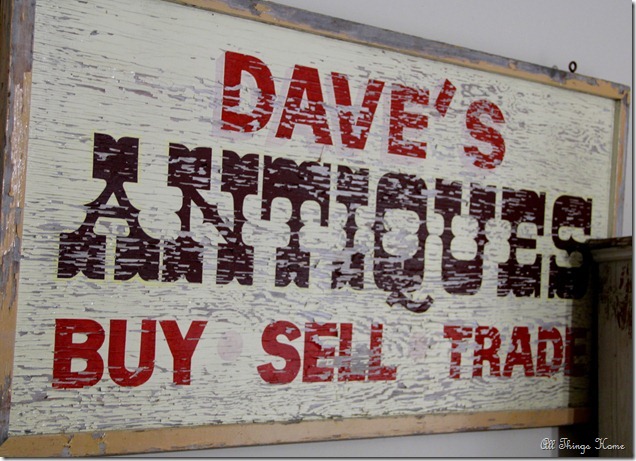 DAVE'S
ANTIQUES
BUY • SELL • TRADE
All Things Home